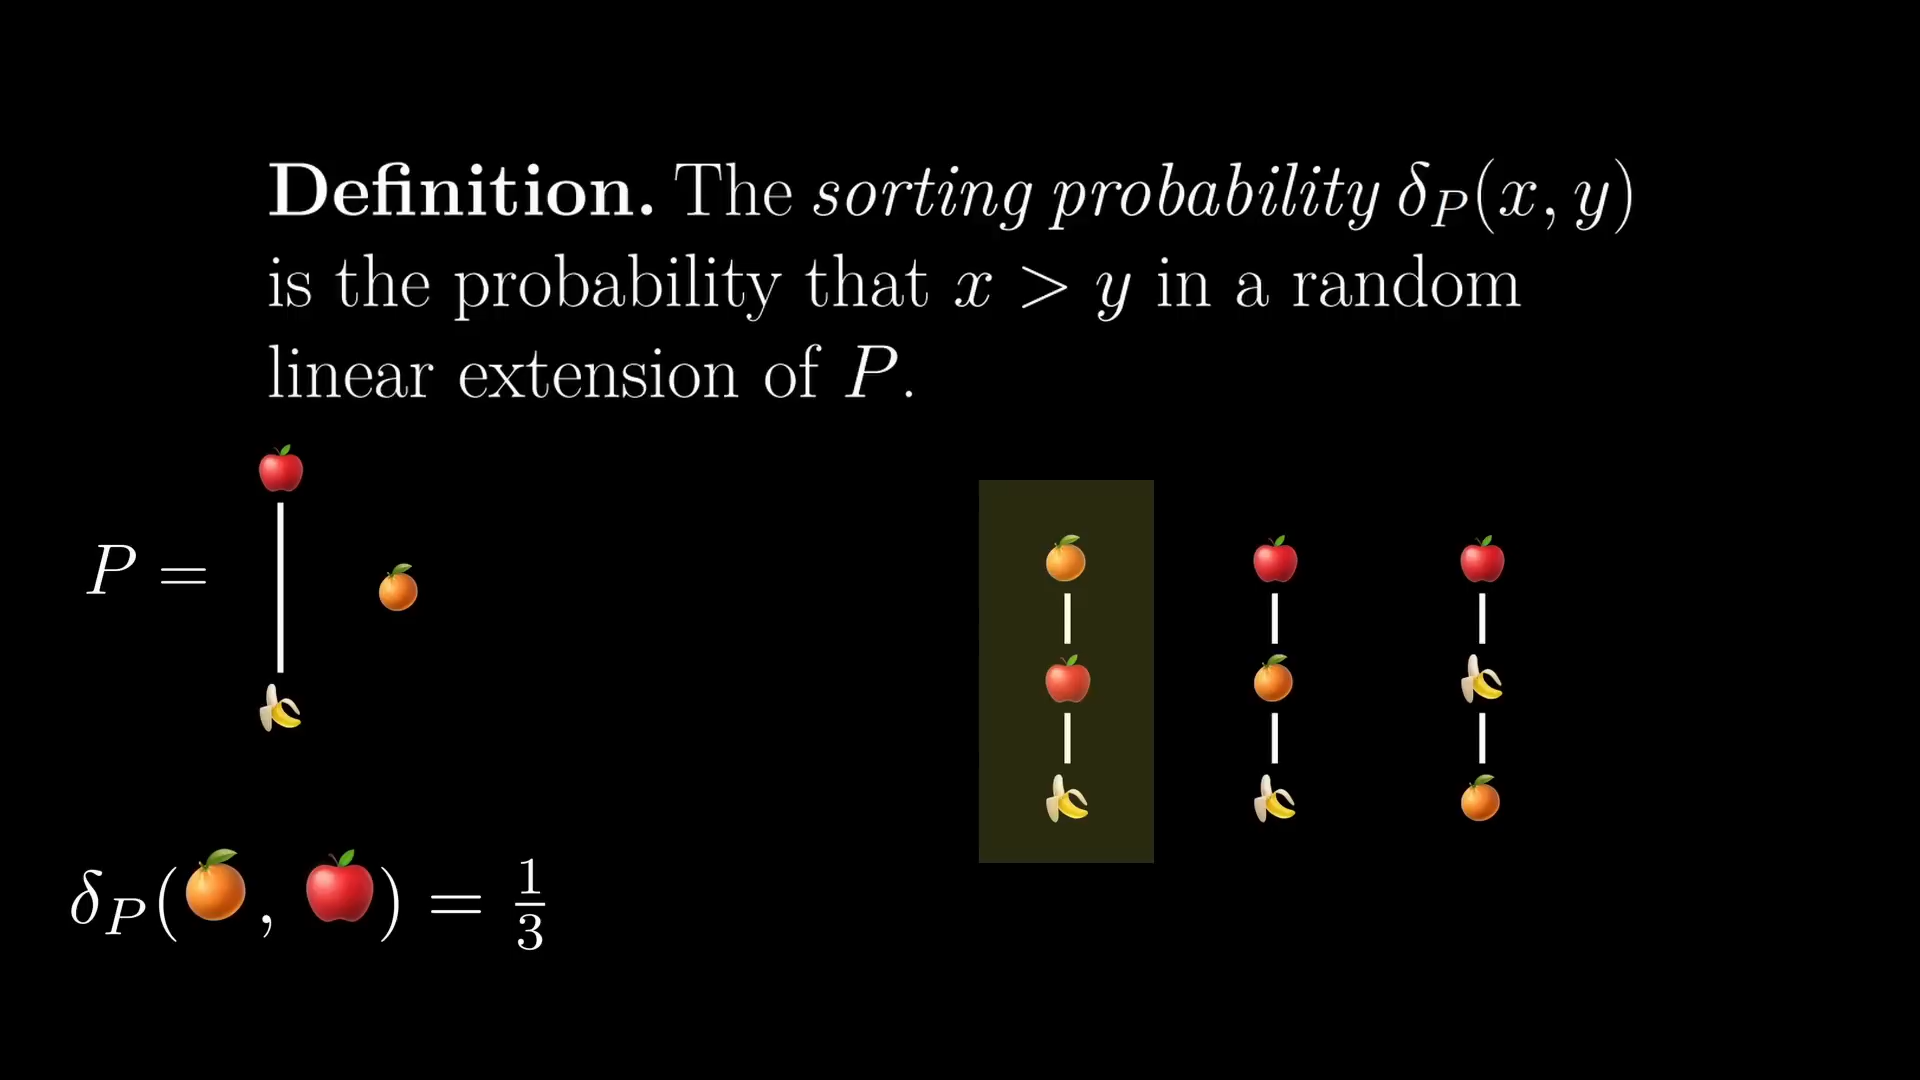 Definition. The sorting probability δ_P(x, y)
is the probability that x > y in a random
linear extension of P.
P =
δ_P(🍊, 🍎) = 1/3